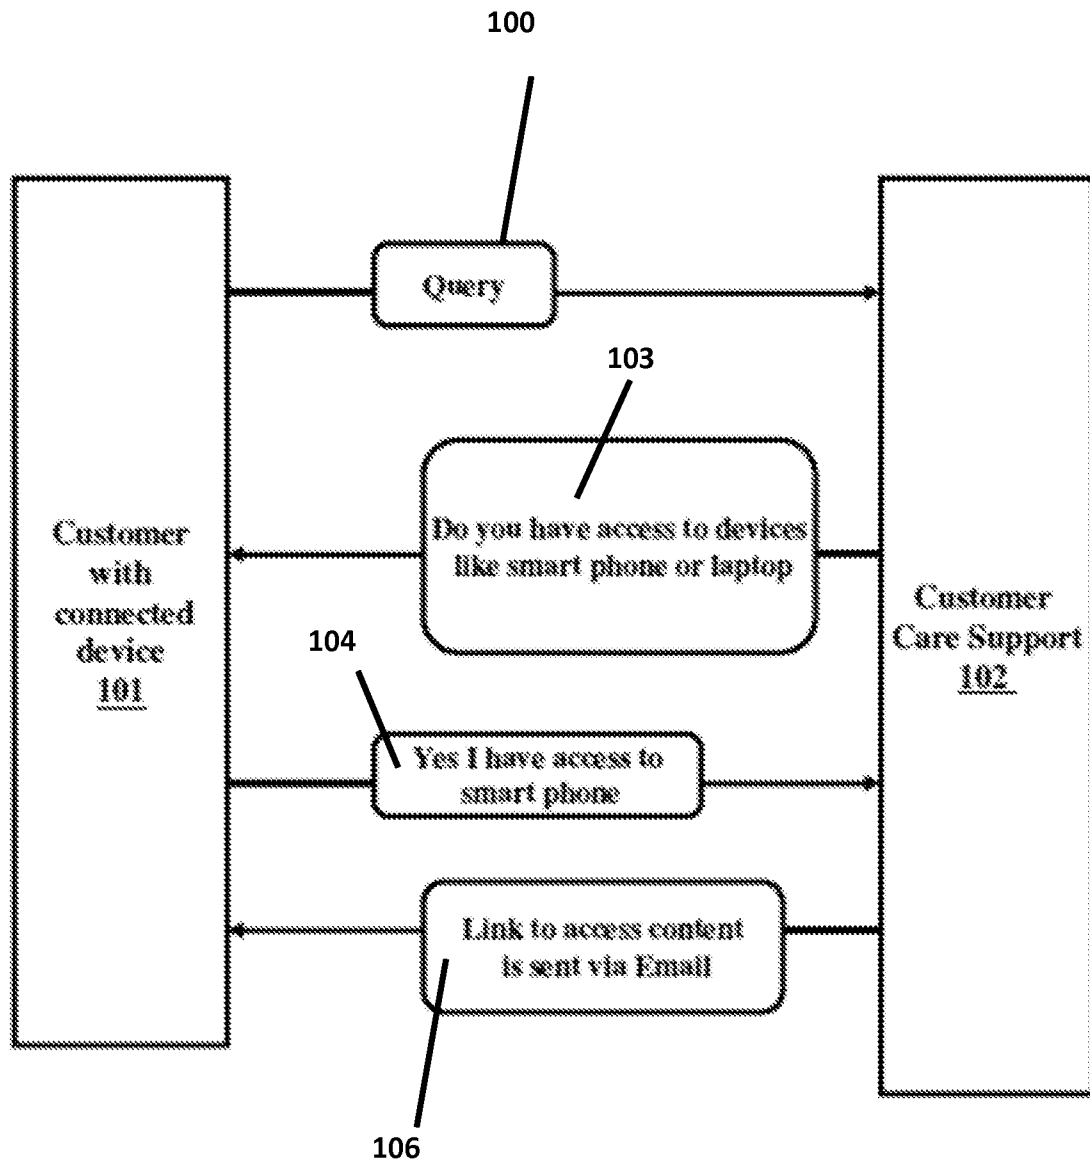 100
Query
103
Do you have access to devices
like smart phone or laptop
Customer
with
connected
device
101
Customer
Care Support
102
104
Yes I have access to
smart phone
Link to access content
is sent via Email
106